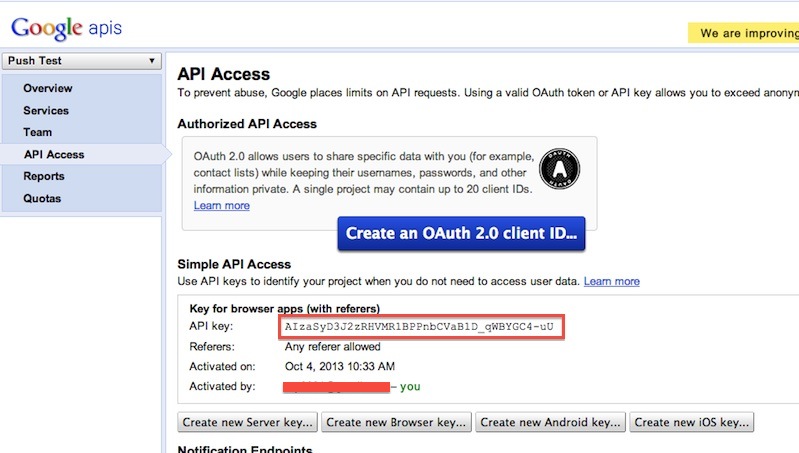 Google apis
We are improving
Push Test
Overview
Services
Team
API Access
Reports
Quotas
API Access
To prevent abuse, Google places limits on API requests. Using a valid OAuth token or API key allows you to exceed anonym
Authorized API Access
OAuth 2.0 allows users to share specific data with you (for example,
contact lists) while keeping their usernames, passwords, and other
information private. A single project may contain up to 20 client IDs.
Learn more
OAUTH
A
Create an OAuth 2.0 client ID...
Simple API Access
Use API keys to identify your project when you do not need to access user data. Learn more
Key for browser apps (with referers)
API key: AIzaSyD3J2zRHVMR1BPPnbCVaB1D_qWBYGC4-uU
Referers: Any referer allowed
Activated on: Oct 4, 2013 10:33 AM
Activated by: – you
Create new Server key... Create new Browser key... Create new Android key... Create new iOS key...
Notification Endpoints